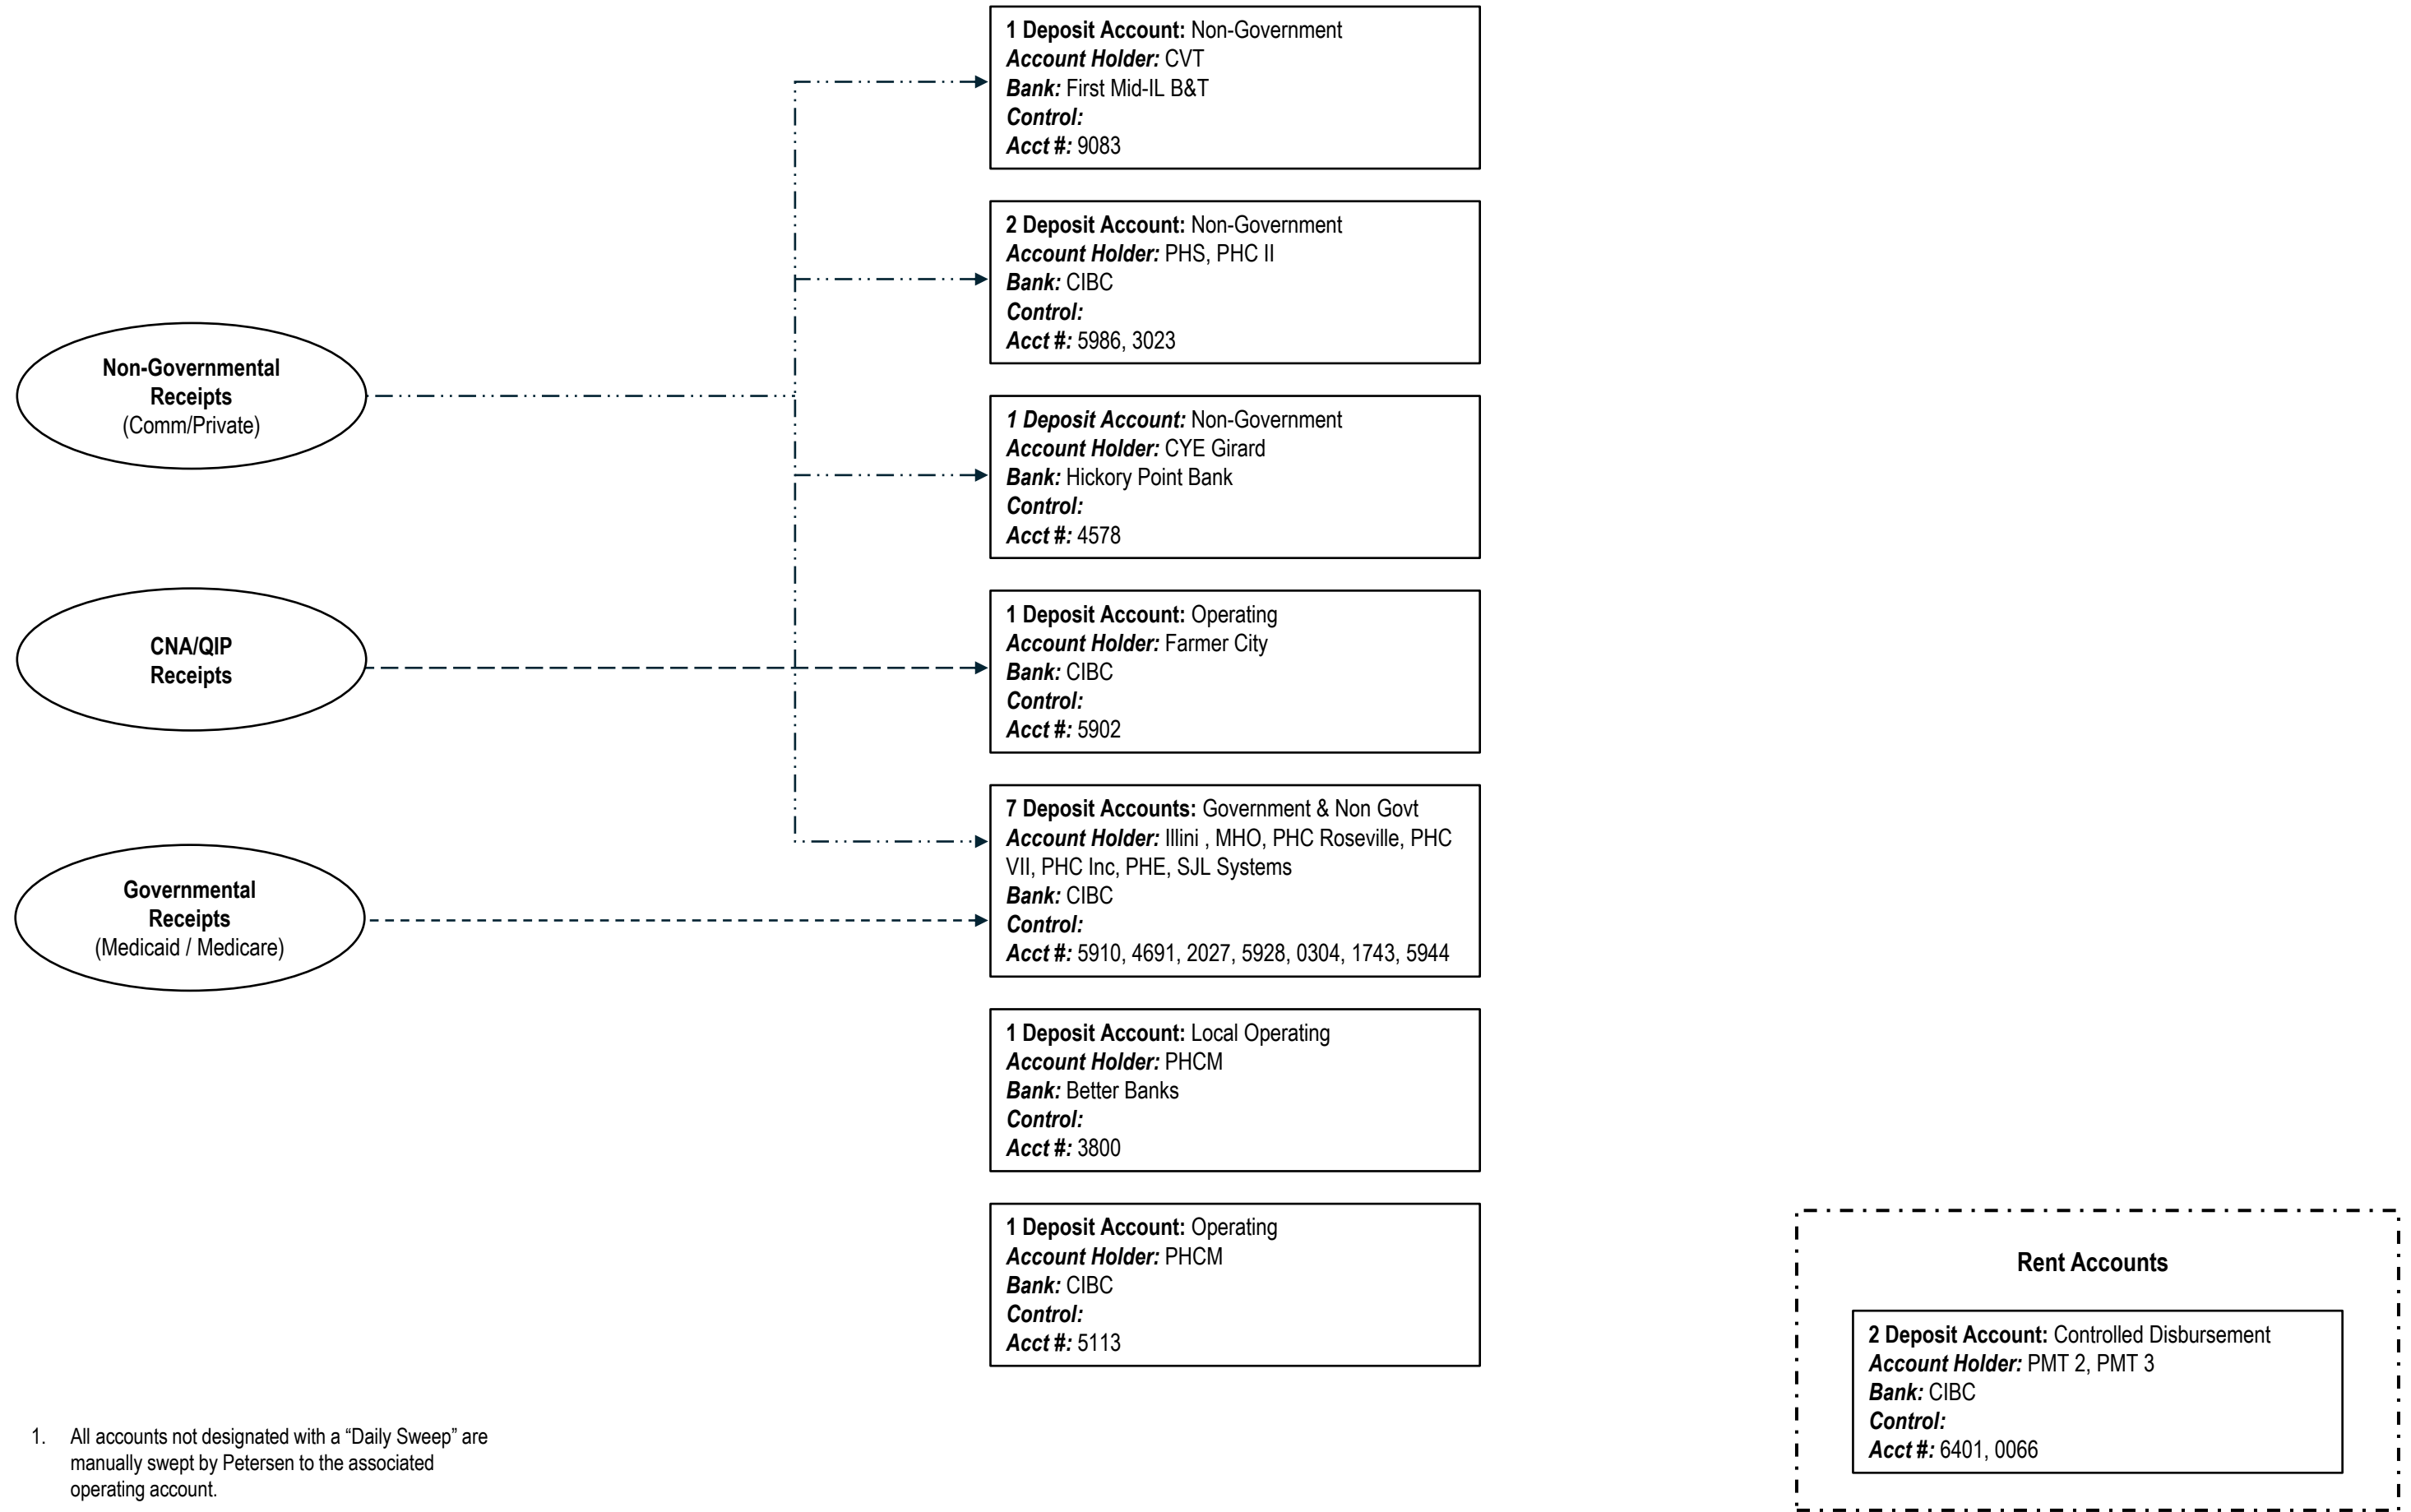 1 Deposit Account: Non-Government
Account Holder: CVT
Bank: First Mid-IL B&T
Control:
Acct #: 9083
2 Deposit Account: Non-Government
Account Holder: PHS, PHC II
Bank: CIBC
Control:
Acct #: 5986, 3023
Non-Governmental
Receipts
(Comm/Private)
1 Deposit Account: Non-Government
Account Holder: CYE Girard
Bank: Hickory Point Bank
Control:
Acct #: 4578
CNA/QIP
Receipts
1 Deposit Account: Operating
Account Holder: Farmer City
Bank: CIBC
Control:
Acct #: 5902
Governmental
Receipts
(Medicaid / Medicare)
7 Deposit Accounts: Government & Non Govt
Account Holder: Illini , MHO, PHC Roseville, PHC
VII, PHC Inc, PHE, SJL Systems
Bank: CIBC
Control:
Acct #: 5910, 4691, 2027, 5928, 0304, 1743, 5944
1 Deposit Account: Local Operating
Account Holder: PHCM
Bank: Better Banks
Control:
Acct #: 3800
1 Deposit Account: Operating
Account Holder: PHCM
Bank: CIBC
Control:
Acct #: 5113
Rent Accounts
2 Deposit Account: Controlled Disbursement
Account Holder: PMT 2, PMT 3
Bank: CIBC
Control:
Acct #: 6401, 0066
1. All accounts not designated with a “Daily Sweep” are
manually swept by Petersen to the associated
operating account.